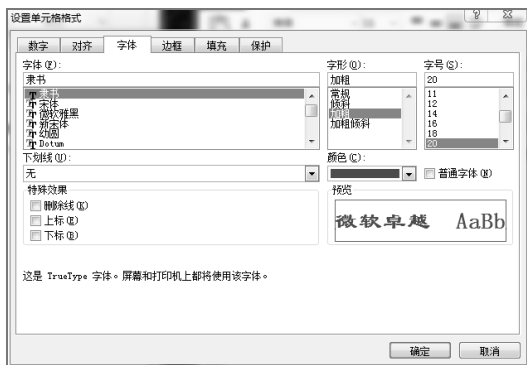 设置单元格格式
数字 对齐 字体 边框 填充 保护
字体(F): 字形(O): 字号(S):
隶书 加粗 20
隶书 常规 11
宋体 倾斜 12
微软雅黑 加粗 14
新宋体 加粗倾斜 16
幼圆 18
Dotum 20
下划线(U): 颜色(C):
无 普通字体(N)
特殊效果 预览
删除线(K)
上标(E) 微软卓越 AaBb
下标(B)
这是 TrueType 字体。屏幕和打印机上都将使用该字体。
确定 取消